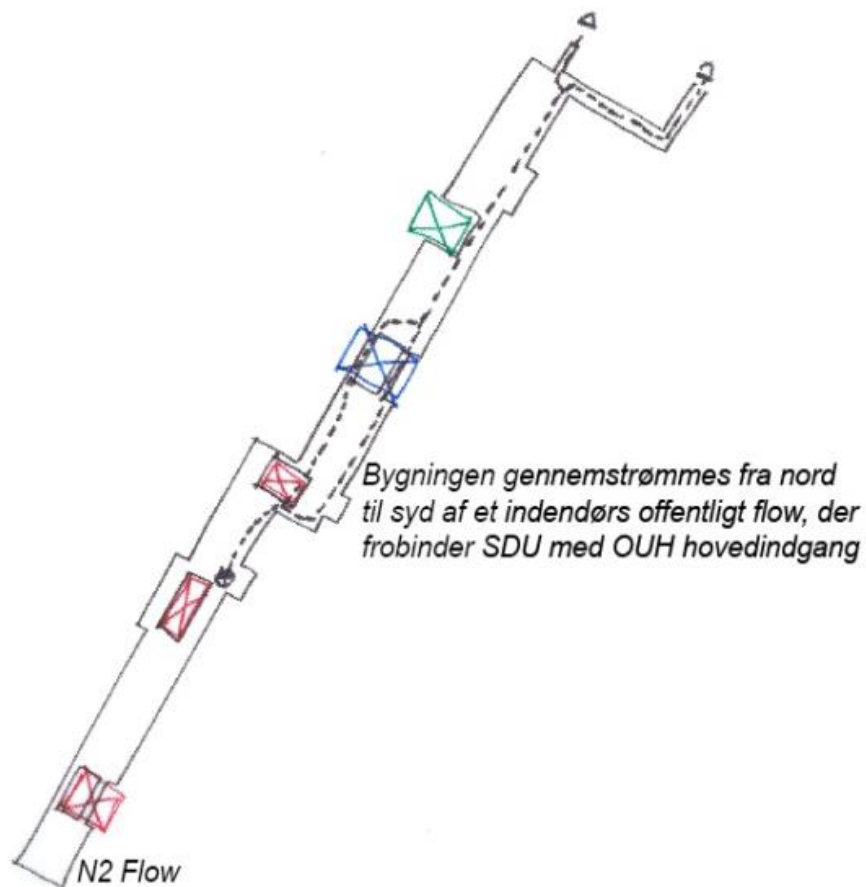 Bygningen gennemstrømmes fra nord
til syd af et indendørs offentligt flow, der
frobinder SDU med OUH hovedindgang
N2 Flow